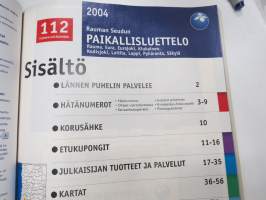 112
2004
Rauman Seudun
PAIKALLISLUETTELO
Rauma, Eura, Eurajoki, Kiukainen,
Kodisjoki, Laitila, Lappi, Pyhäranta, Säkylä
Sisältö
LÄNNEN PUHELIN PALVELEE 2
HÄTÄNUMEROT 3-9
KORUSÄHKE 10
ETUKUPONGIT 11-16
JULKAISIJAN TUOTTEET JA PALVELUT 17-35
KARTAT 36-56